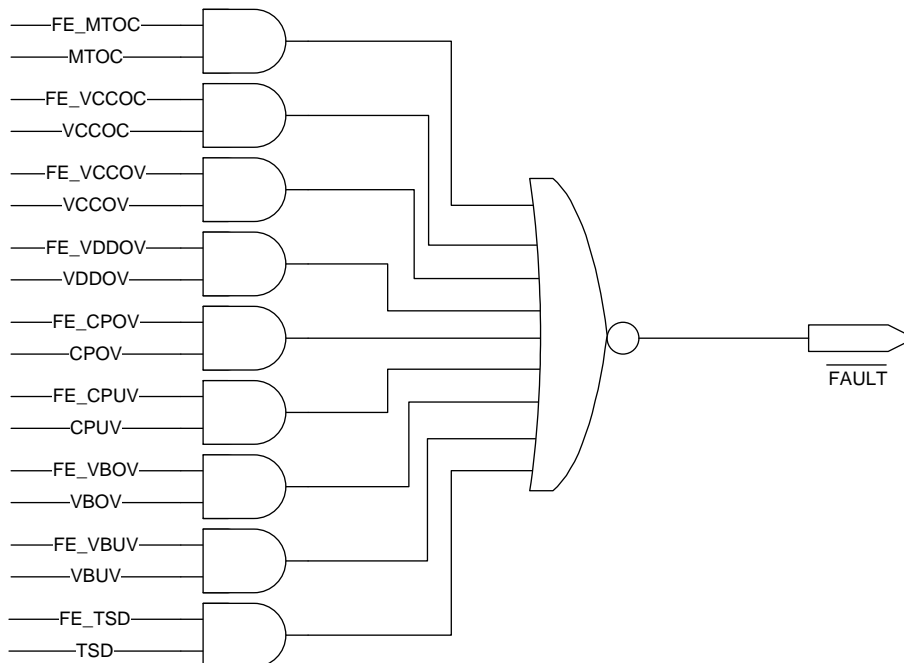 FE_MTOC
MTOC
FE_VCCOC
VCCOC
FE_VCCOV
VCCOV
FE_VDDOV
VDDOV
FE_CPOV
CPOV
FE_CPUV
CPUV
FE_VBOV
VBOV
FE_VBUV
VBUV
FE_TSD
TSD
FAULT